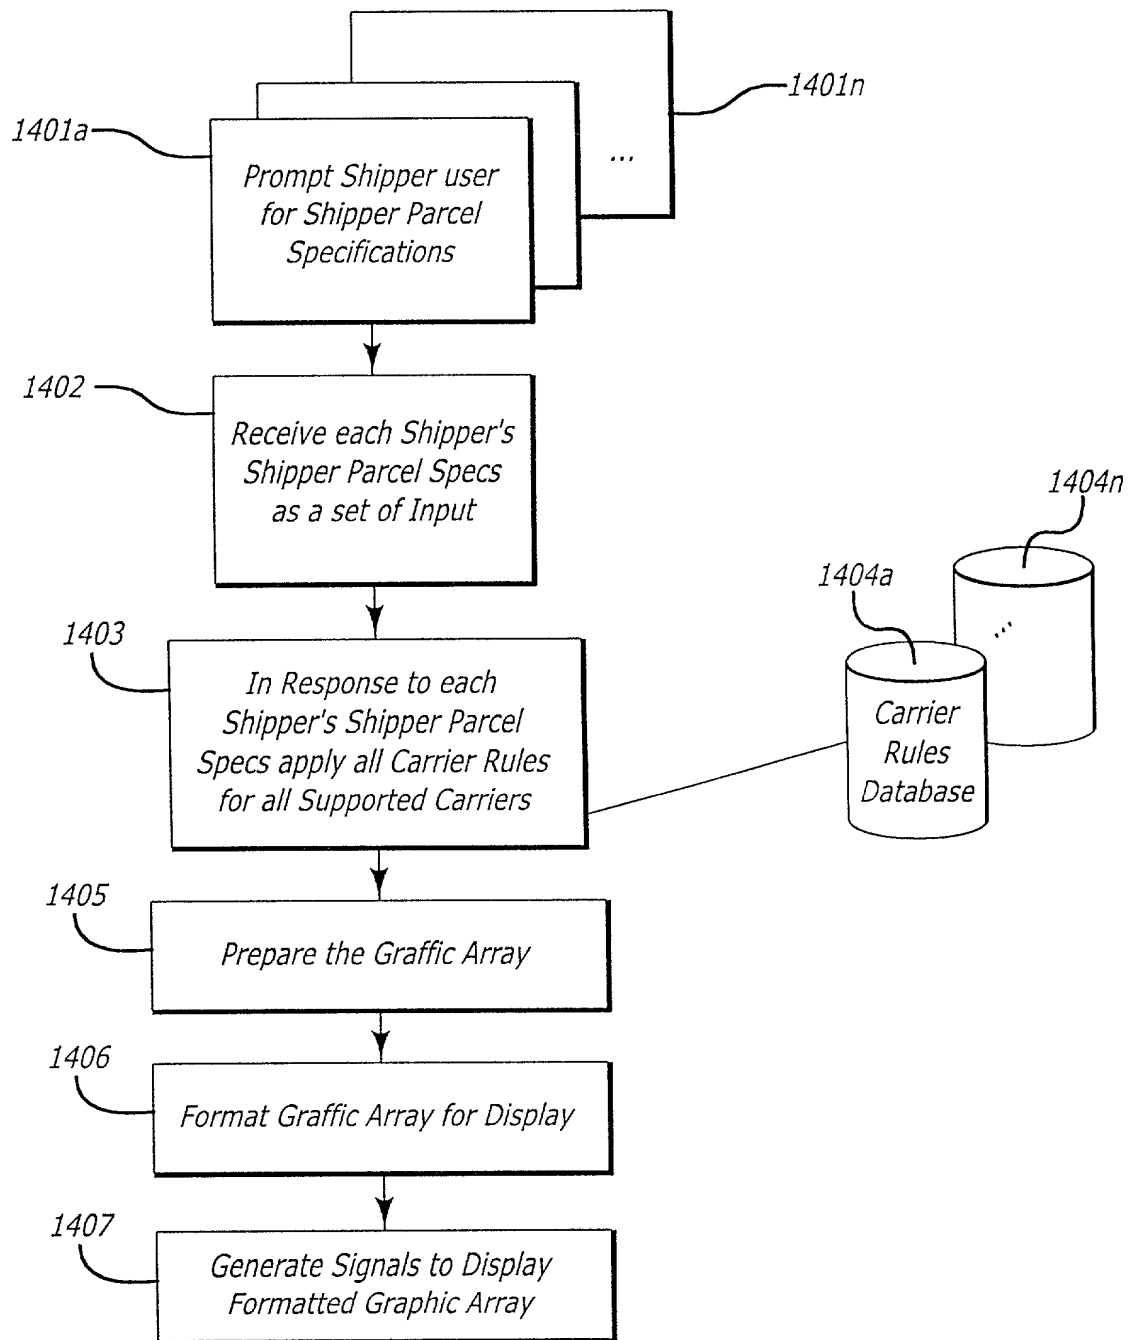 1401n
1401a
...
Prompt Shipper user
for Shipper Parcel
Specifications
1402
Receive each Shipper's
Shipper Parcel Specs
as a set of Input
1404n
1404a
...
1403
In Response to each
Shipper's Shipper Parcel
Specs apply all Carrier Rules
for all Supported Carriers
Carrier
Rules
Database
1405
Prepare the Graffic Array
1406
Format Graffic Array for Display
1407
Generate Signals to Display
Formatted Graphic Array